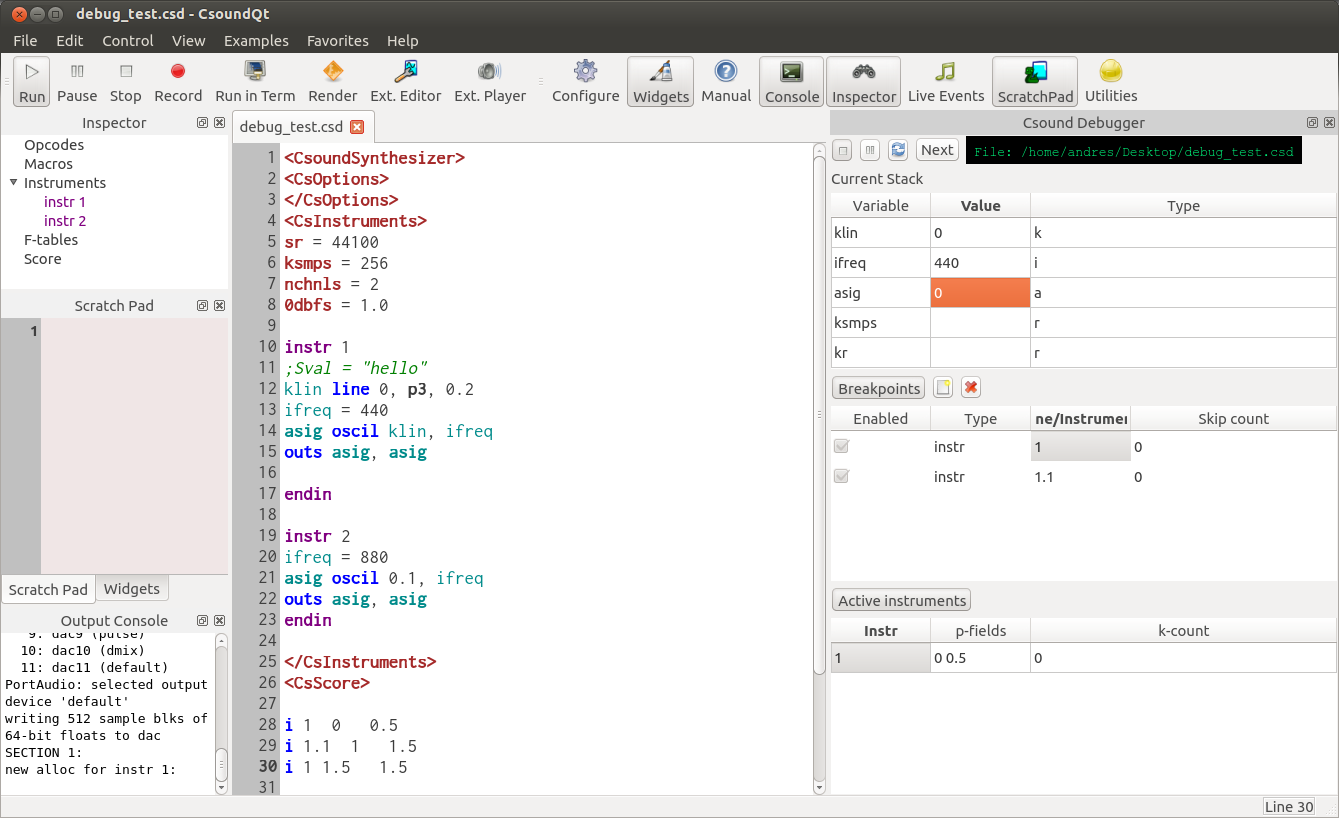 debug_test.csd - CsoundQt
File Edit Control View Examples Favorites Help
Run Pause Stop Record Run in Term Render Ext. Editor Ext. Player Configure Widgets Manual Console Inspector Live Events ScratchPad Utilities
Inspector
Opcodes
Macros
Instruments
instr 1
instr 2
F-tables
Score
Scratch Pad
1
Scratch Pad Widgets
Output Console
9: dac9 (pulse)
10: dac10 (dmix)
11: dac11 (default)
PortAudio: selected output
device 'default'
writing 512 sample blks of
64-bit floats to dac
SECTION 1:
new alloc for instr 1:
debug_test.csd
1 <CsoundSynthesizer>
2 <CsOptions>
3 </CsOptions>
4 <CsInstruments>
5 sr = 44100
6 ksmps = 256
7 nchnls = 2
8 0dbfs = 1.0
9
10 instr 1
11 ;Sval = "hello"
12 klin line 0, p3, 0.2
13 ifreq = 440
14 asig oscil klin, ifreq
15 outs asig, asig
16
17 endin
18
19 instr 2
20 ifreq = 880
21 asig oscil 0.1, ifreq
22 outs asig, asig
23 endin
24
25 </CsInstruments>
26 <CsScore>
27
28 i 1 0 0.5
29 i 1.1 1 1.5
30 i 1 1.5 1.5
31
Csound Debugger
Next File: /home/andres/Desktop/debug_test.csd
Current Stack
Variable Value Type
klin 0 k
ifreq 440 i
asig 0 a
ksmps r
kr r
Breakpoints
Enabled Type ne/Instrumer Skip count
instr 1 0
instr 1.1 0
Active instruments
Instr p-fields k-count
1 0 0.5 0
Line 30